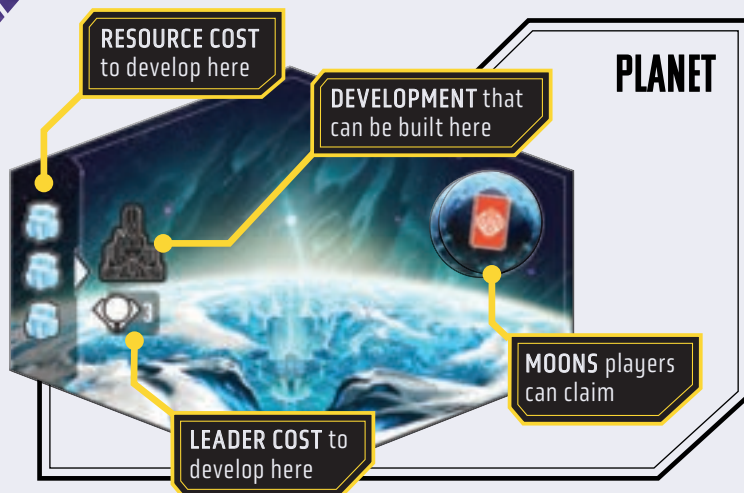 RESOURCE COST
to develop here
DEVELOPMENT that
can be built here
PLANET
MOONS players
can claim
LEADER COST to
develop here